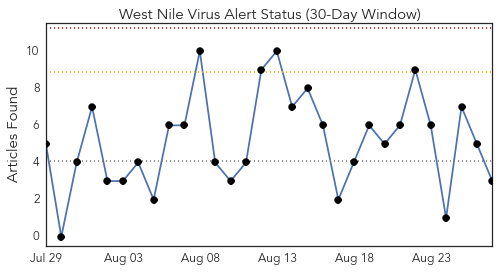 West Nile Virus Alert Status (30-Day Window)
Articles Found
10
8
6
4
2
0
Jul 29 Aug 03 Aug 08 Aug 13 Aug 18 Aug 23